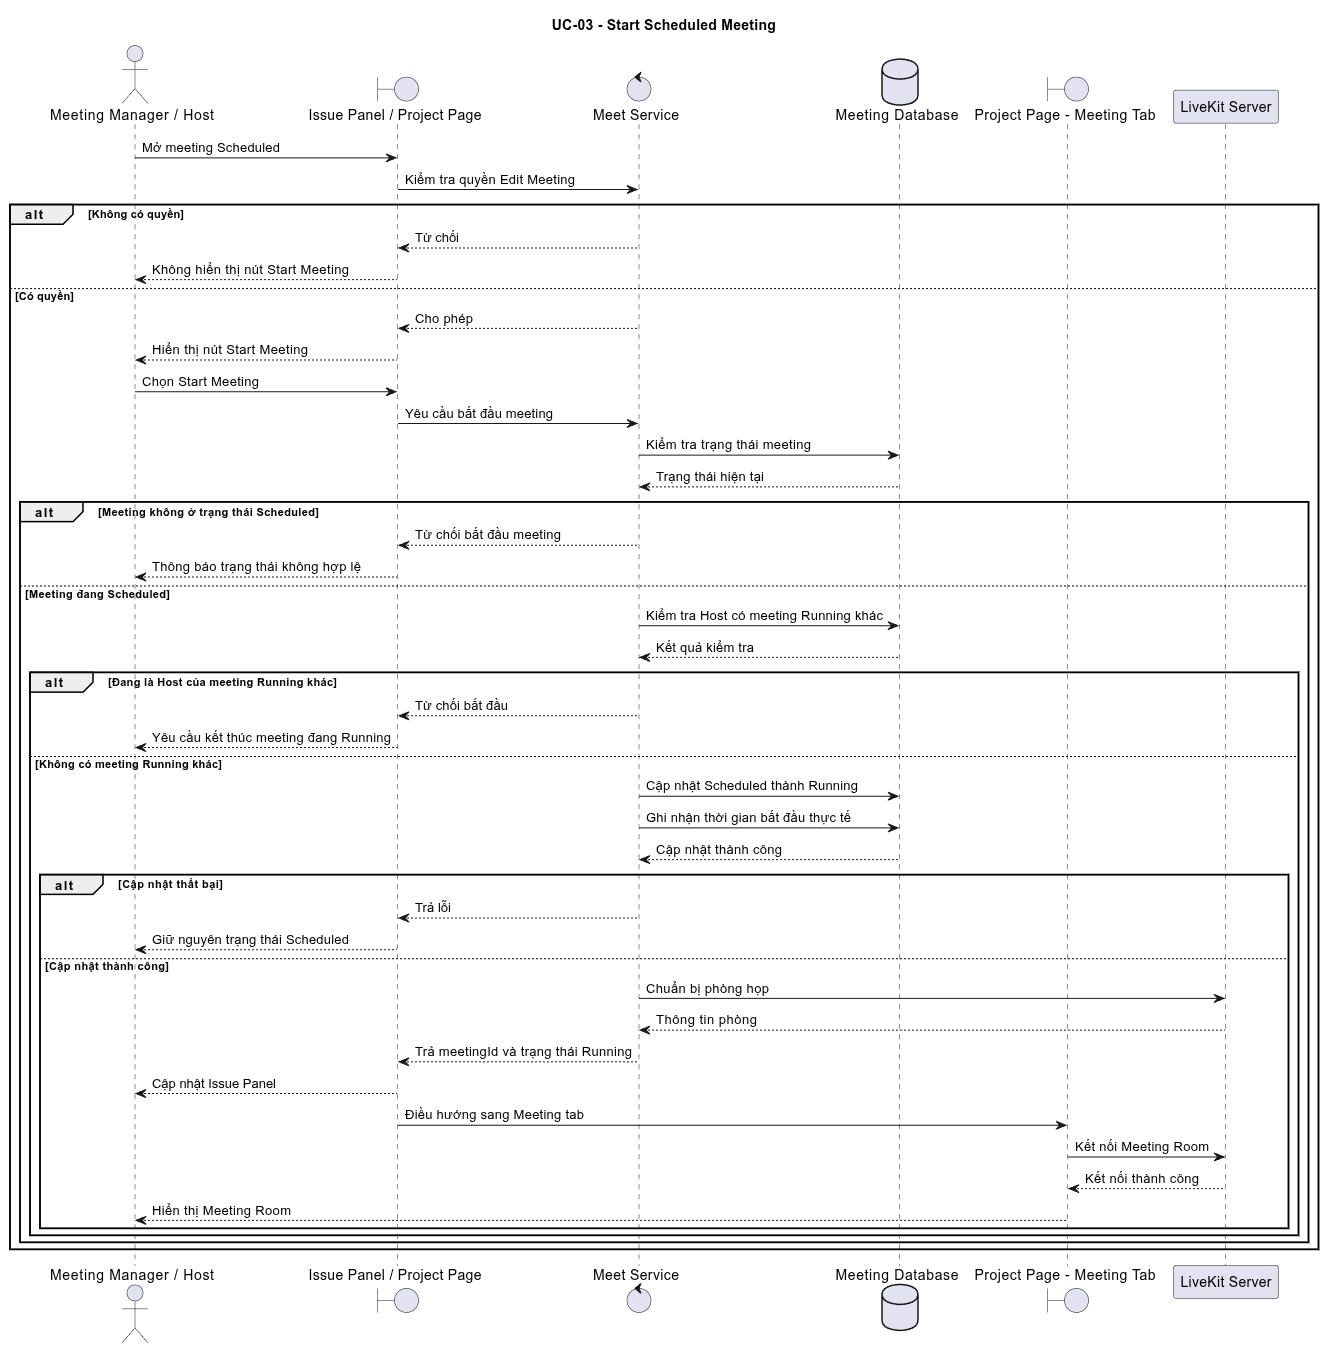 UC-03 - Start Scheduled Meeting
Meeting Manager / Host
Issue Panel / Project Page
Meet Service
Meeting Database
Project Page - Meeting Tab
LiveKit Server
Mở meeting Scheduled
Kiểm tra quyền Edit Meeting
alt
[Không có quyền]
Từ chối
Không hiển thị nút Start Meeting
[Có quyền]
Cho phép
Hiển thị nút Start Meeting
Chọn Start Meeting
Yêu cầu bắt đầu meeting
Kiểm tra trạng thái meeting
Trạng thái hiện tại
alt
[Meeting không ở trạng thái Scheduled]
Từ chối bắt đầu meeting
Thông báo trạng thái không hợp lệ
[Meeting đang Scheduled]
Kiểm tra Host có meeting Running khác
Kết quả kiểm tra
alt
[Đang là Host của meeting Running khác]
Từ chối bắt đầu
Yêu cầu kết thúc meeting đang Running
[Không có meeting Running khác]
Cập nhật Scheduled thành Running
Ghi nhận thời gian bắt đầu thực tế
Cập nhật thành công
alt
[Cập nhật thất bại]
Trả lỗi
Giữ nguyên trạng thái Scheduled
[Cập nhật thành công]
Chuẩn bị phòng họp
Thông tin phòng
Trả meetingId và trạng thái Running
Cập nhật Issue Panel
Điều hướng sang Meeting tab
Kết nối Meeting Room
Kết nối thành công
Hiển thị Meeting Room
Meeting Manager / Host
Issue Panel / Project Page
Meet Service
Meeting Database
Project Page - Meeting Tab
LiveKit Server